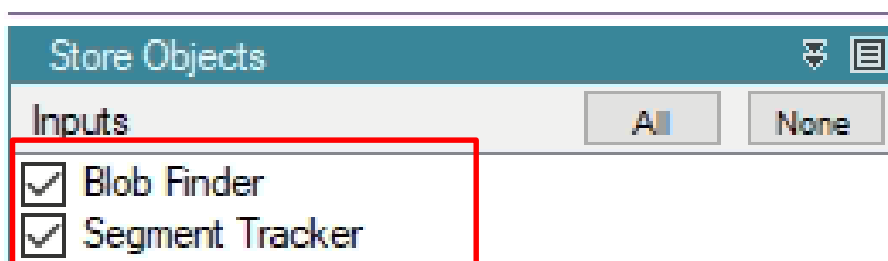 Store Objects
Inputs All None
Blob Finder
Segment Tracker